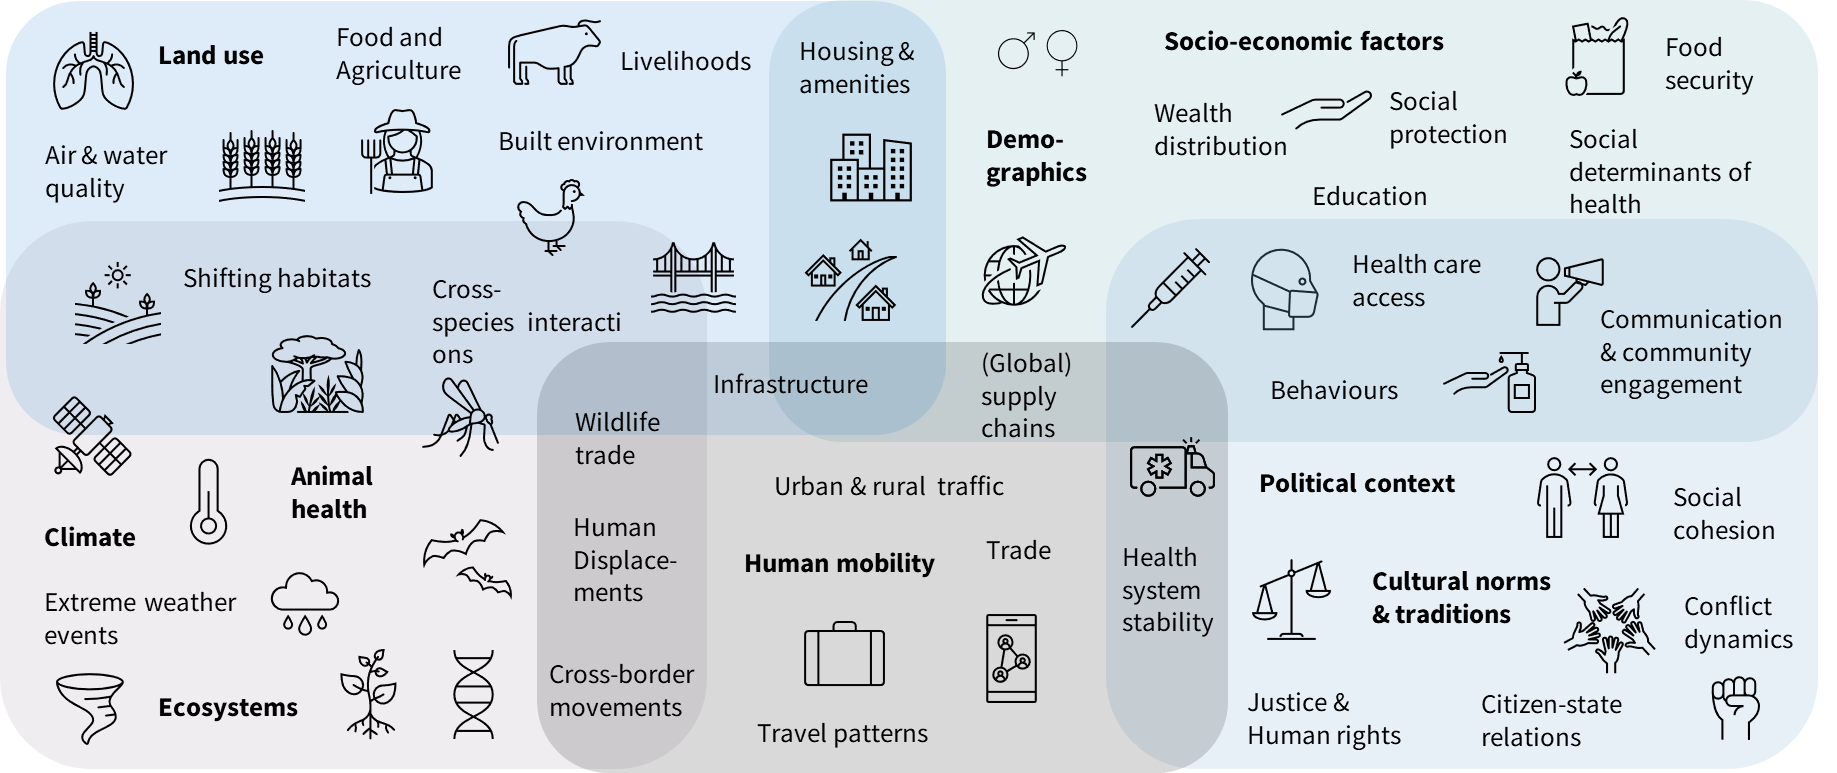 Land use
Food and
Agriculture
Livelihoods
Air & water
quality
Built environment
Housing &
amenities
Demo-
graphics
Socio-economic factors
Wealth
distribution
Social
protection
Education
Food
security
Social
determinants of
health
Shifting habitats
Cross-
species interacti
ons
Infrastructure
(Global)
supply
chains
Health care
access
Behaviours
Communication
& community
engagement
Wildlife
trade
Animal
health
Climate
Extreme weather
events
Ecosystems
Human
Displace-
ments
Cross-border
movements
Urban & rural traffic
Human mobility
Trade
Travel patterns
Health
system
stability
Political context
Social
cohesion
Cultural norms
& traditions
Conflict
dynamics
Justice &
Human rights
Citizen-state
relations